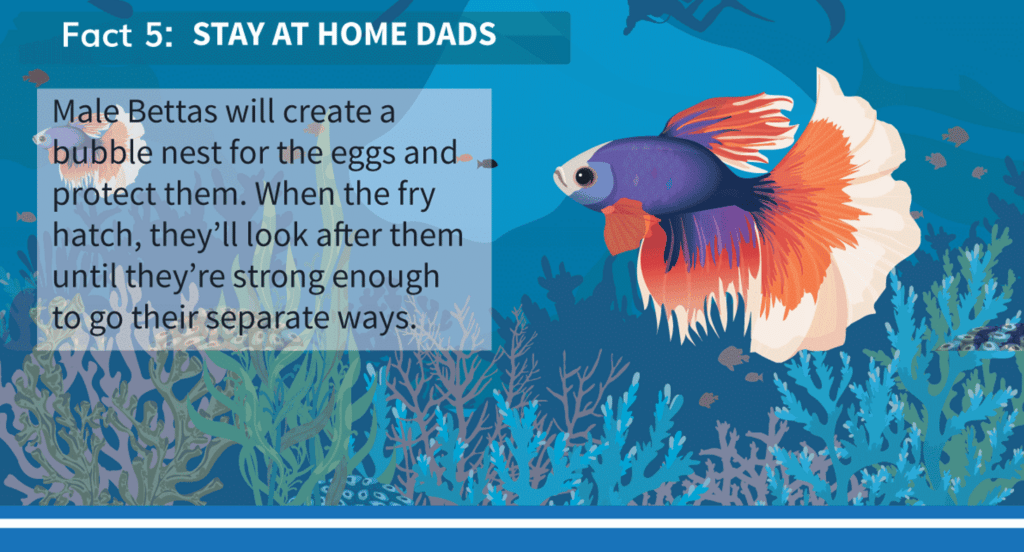 Fact 5: STAY AT HOME DADS
Male Bettas will create a
bubble nest for the eggs and
protect them. When the fry
hatch, they’ll look after them
until they’re strong enough
to go their separate ways.